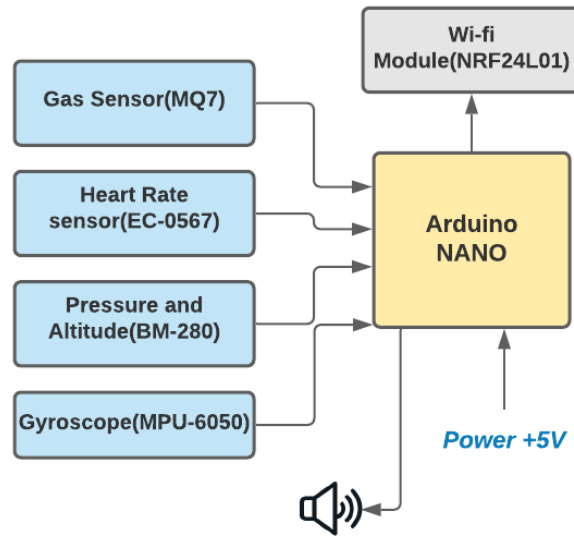 Wi-fi
Module(NRF24L01)
Gas Sensor(MQ7)
Heart Rate
sensor(EC-0567)
Arduino
NANO
Pressure and
Altitude(BM-280)
Gyroscope(MPU-6050)
Power +5V